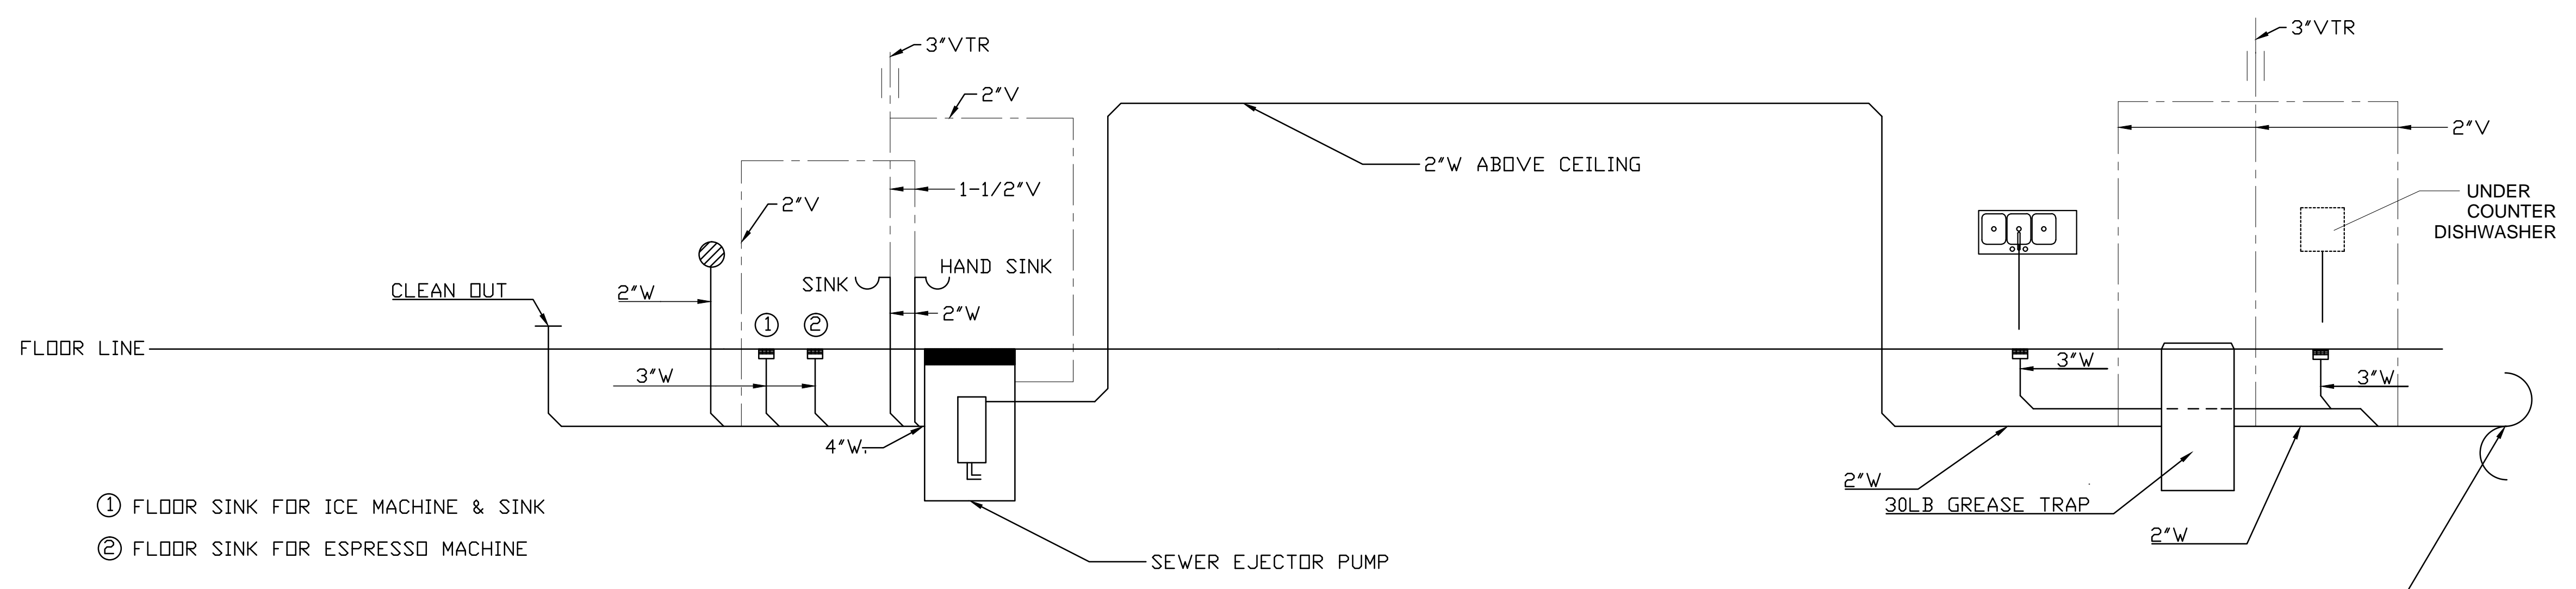 3"VTR
3"VTR
2"V
2"V
2"W ABOVE CEILING
1-1/2"V
2"V
UNDER
COUNTER
DISHWASHER
HAND SINK
SINK
CLEAN OUT
2"W
2"W
1
2
FLOOR LINE
3"W
3"W
3"W
4"W,
2"W
30LB GREASE TRAP
2"W
1 FLOOR SINK FOR ICE MACHINE & SINK
2 FLOOR SINK FOR ESPRESSO MACHINE
SEWER EJECTOR PUMP